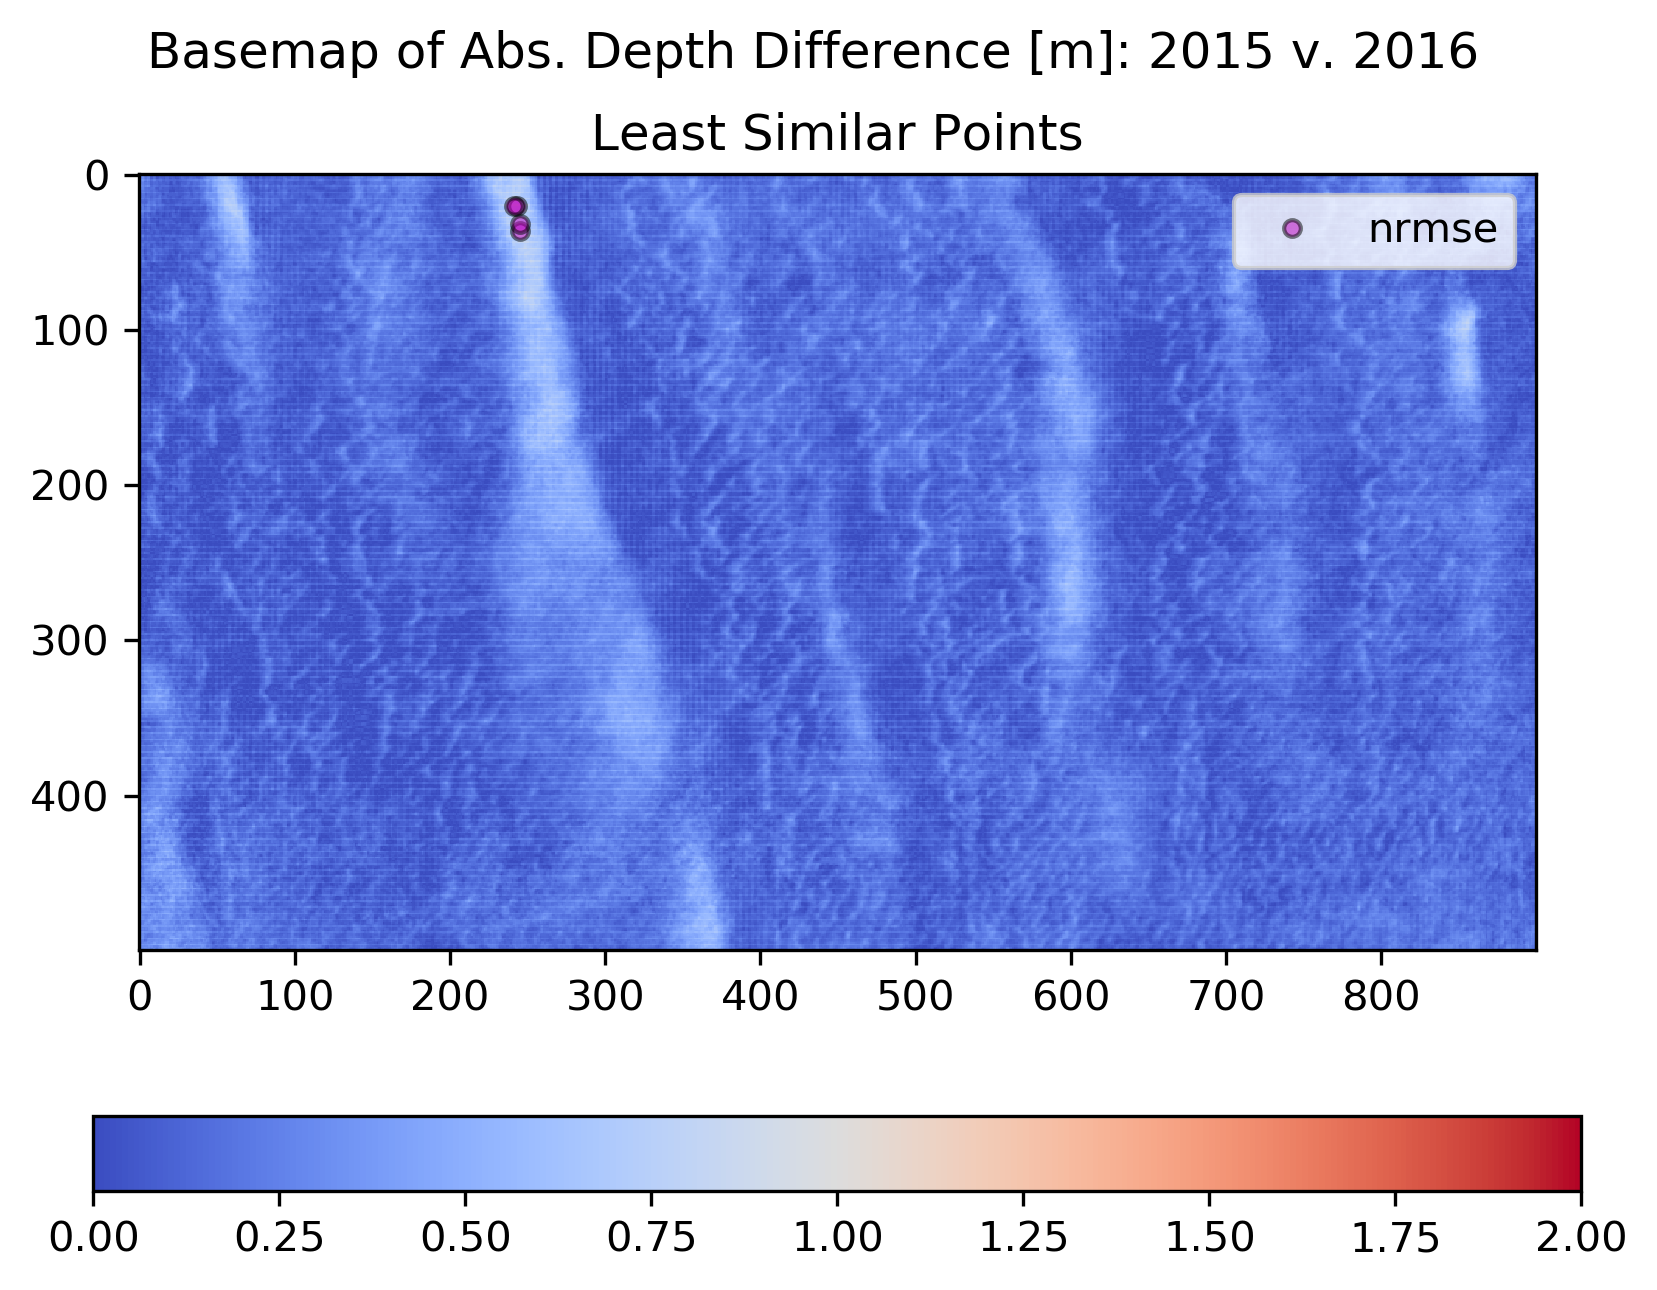 Basemap of Abs. Depth Difference [m]: 2015 v. 2016
Least Similar Points
nrmse
0
100
200
300
400
0 100 200 300 400 500 600 700 800
0.00 0.25 0.50 0.75 1.00 1.25 1.50 1.75 2.00